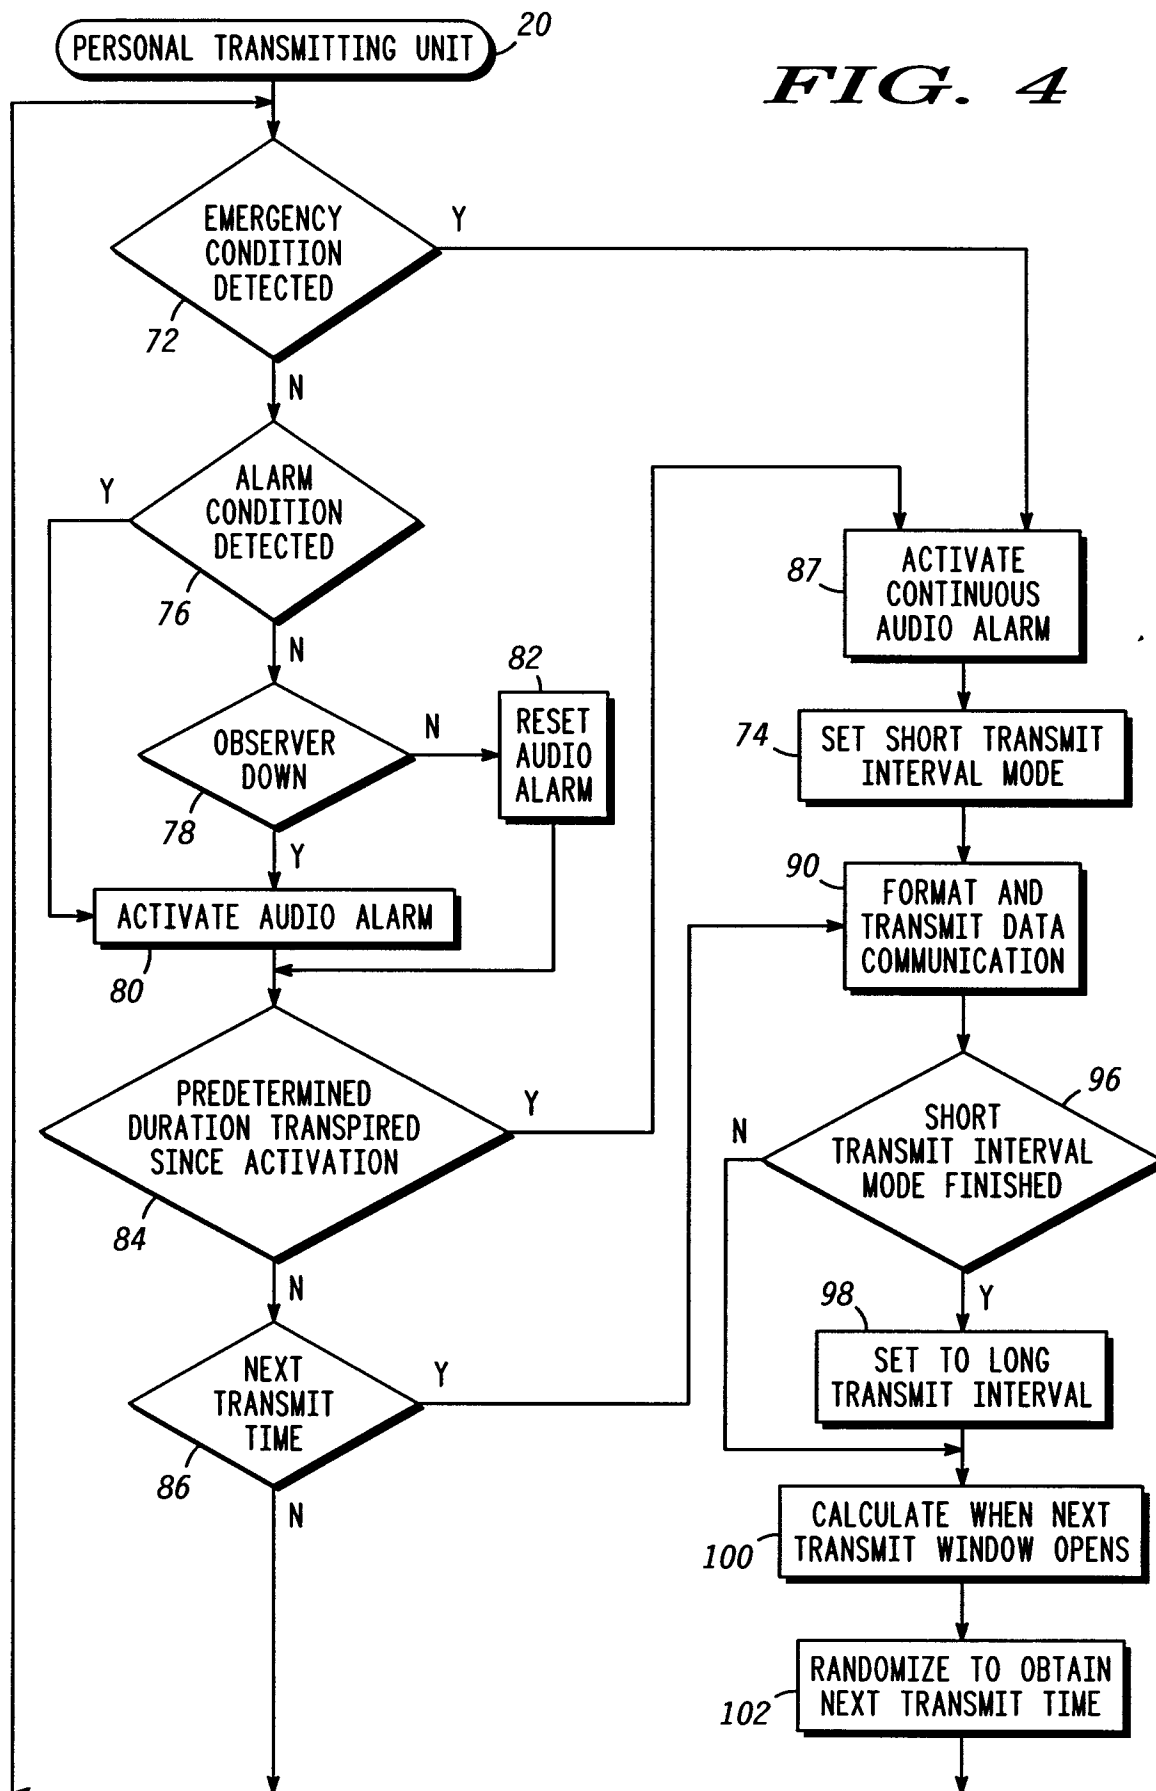 PERSONAL TRANSMITTING UNIT
20
FIG. 4
EMERGENCY
CONDITION
DETECTED
72
Y
N
ALARM
CONDITION
DETECTED
76
Y
N
OBSERVER
DOWN
78
N
Y
82
RESET
AUDIO
ALARM
ACTIVATE AUDIO ALARM
80
PREDETERMINED
DURATION TRANSPIRED
SINCE ACTIVATION
84
Y
N
NEXT
TRANSMIT
TIME
86
Y
N
87
ACTIVATE
CONTINUOUS
AUDIO ALARM
74
SET SHORT TRANSMIT
INTERVAL MODE
90
FORMAT AND
TRANSMIT DATA
COMMUNICATION
96
SHORT
TRANSMIT INTERVAL
MODE FINISHED
N
Y
98
SET TO LONG
TRANSMIT INTERVAL
100
CALCULATE WHEN NEXT
TRANSMIT WINDOW OPENS
102
RANDOMIZE TO OBTAIN
NEXT TRANSMIT TIME